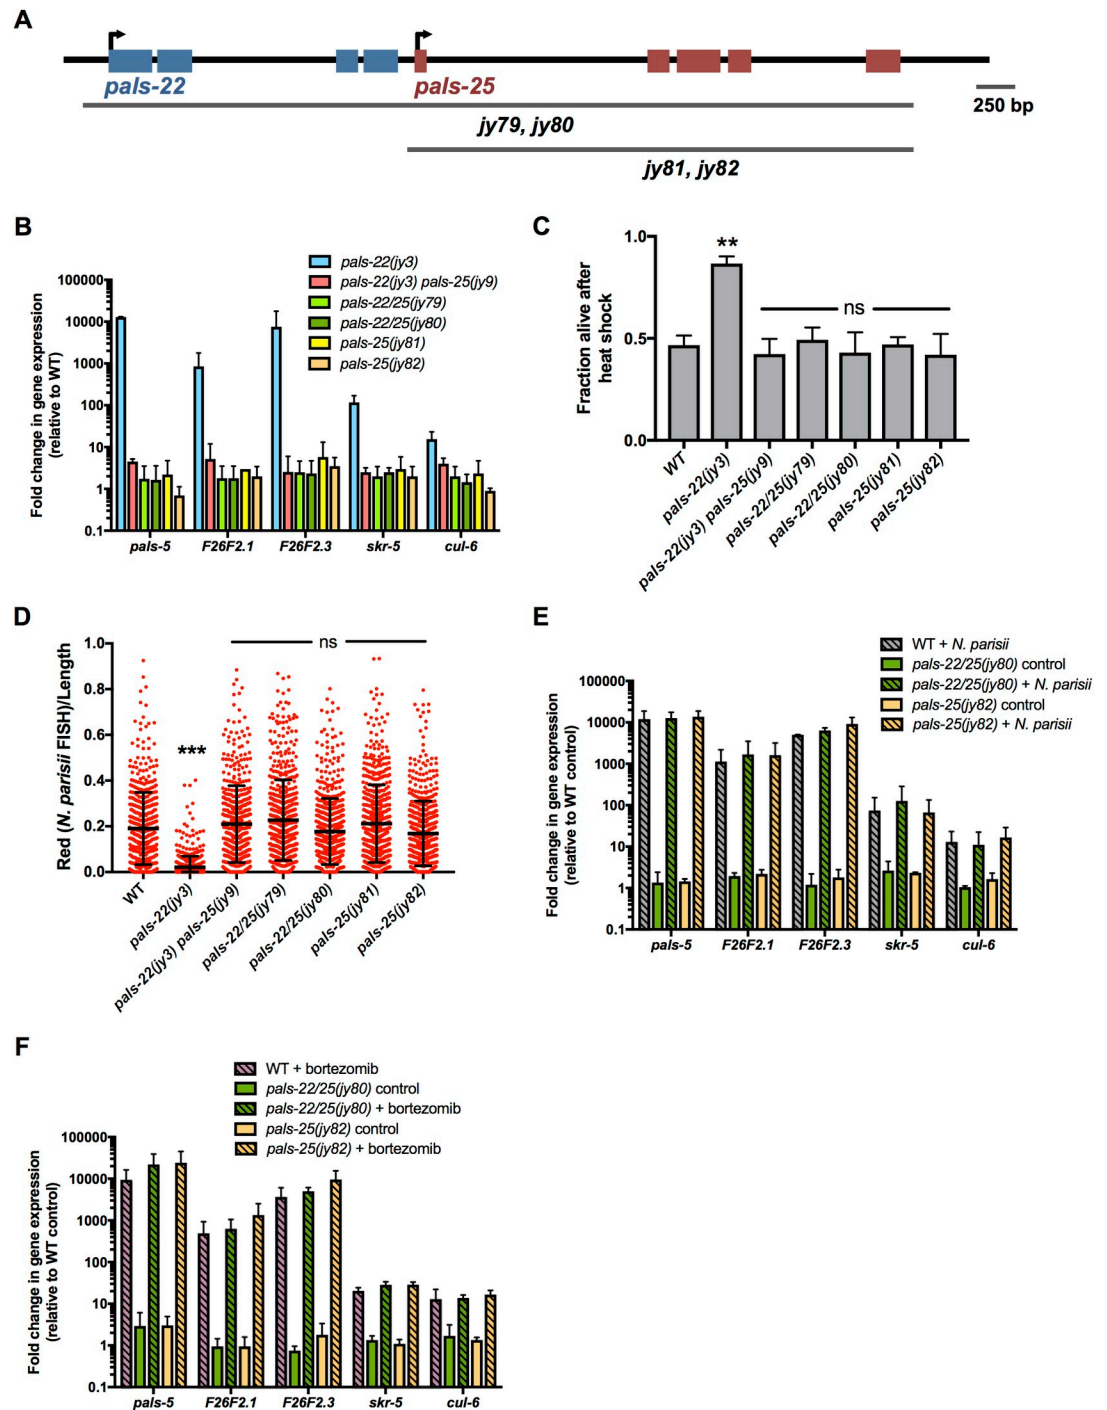 A
pals-22
pals-25
250 bp
jy79, jy80
jy81, jy82
B
pals-22(jy3)
pals-22(jy3) pals-25(jy9)
pals-22/25(jy79)
pals-22/25(jy80)
pals-25(jy81)
pals-25(jy82)
Fold change in gene expression
(relative to WT)
100000
10000
1000
100
10
1
0.1
pals-5
F26F2.1
F26F2.3
skr-5
cul-6
C
Fraction alive after
heat shock
1.0
0.5
0.0
**
ns
WT
pals-22(jy3)
pals-22(jy3) pals-25(jy9)
pals-22/25(jy79)
pals-22/25(jy80)
pals-25(jy81)
pals-25(jy82)
D
Red (N. parisii FISH)/Length
1.0
0.8
0.6
0.4
0.2
0.0
***
ns
WT
pals-22(jy3)
pals-22(jy3) pals-25(jy9)
pals-22/25(jy79)
pals-22/25(jy80)
pals-25(jy81)
pals-25(jy82)
E
WT + N. parisii
pals-22/25(jy80) control
pals-22/25(jy80) + N. parisii
pals-25(jy82) control
pals-25(jy82) + N. parisii
Fold change in gene expression
(relative to WT control)
100000
10000
1000
100
10
1
0.1
pals-5
F26F2.1
F26F2.3
skr-5
cul-6
F
WT + bortezomib
pals-22/25(jy80) control
pals-22/25(jy80) + bortezomib
pals-25(jy82) control
pals-25(jy82) + bortezomib
Fold change in gene expression
(relative to WT control)
100000
10000
1000
100
10
1
0.1
pals-5
F26F2.1
F26F2.3
skr-5
cul-6